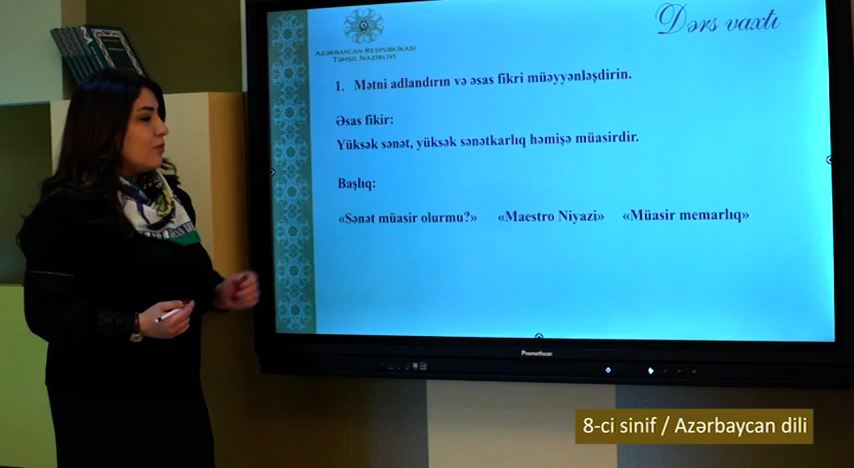 Dərs vaxtı
AZƏRBAYCAN RESPUBLİKASI
TƏHSİL NAZİRLİYİ
1. Mətni adlandırın və əsas fikri müəyyənləşdirin.
Əsas fikir:
Yüksək sənət, yüksək sənətkarlıq həmişə müasirdir.
Başlıq:
«Sənət müasir olurmu?» «Maestro Niyazi» «Müasir memarlıq»
Promethean
8-ci sinif / Azərbaycan dili